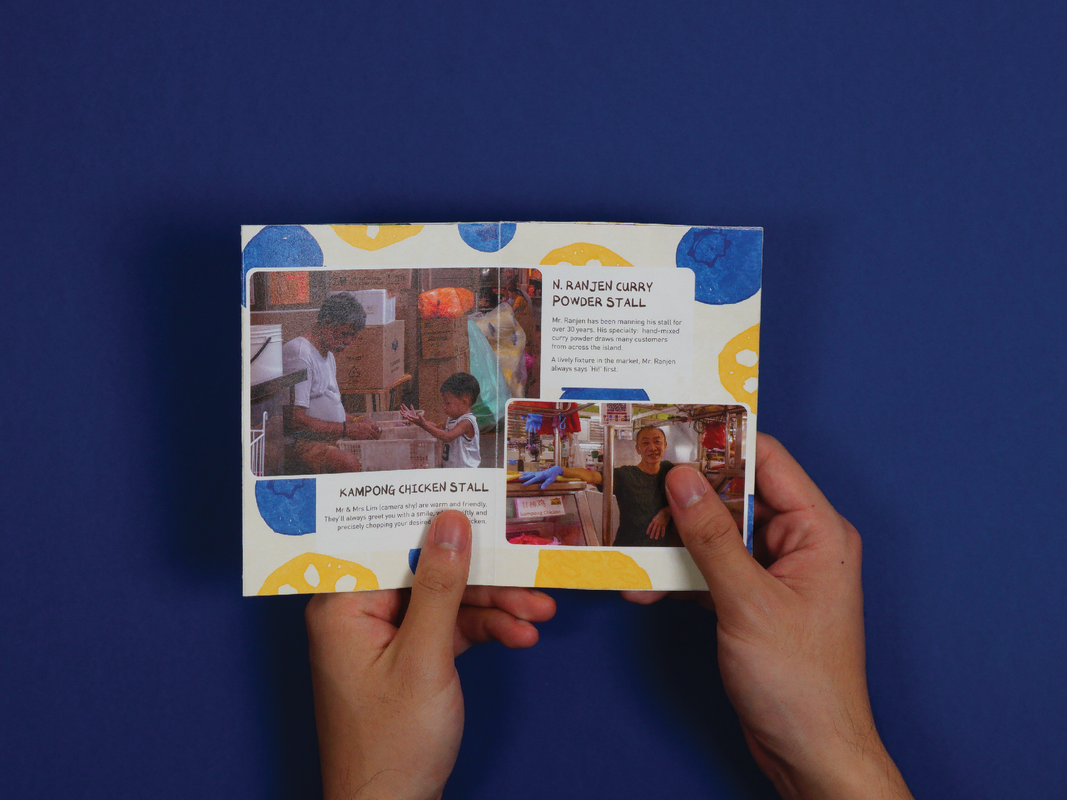 N. RANJEN CURRY
POWDER STALL
Mr. Ranjen has been manning his stall for
over 30 years. His specialty: hand-mixed
curry powder draws many customers
from across the island.
A lively fixture in the market, Mr. Ranjen
always says 'Hi!' first.
KAMPONG CHICKEN STALL
Mr & Mrs Lim (camera shy) are warm and friendly.
They'll always greet you with a smile, and
precisely chopping your desired
Kampong Chicken